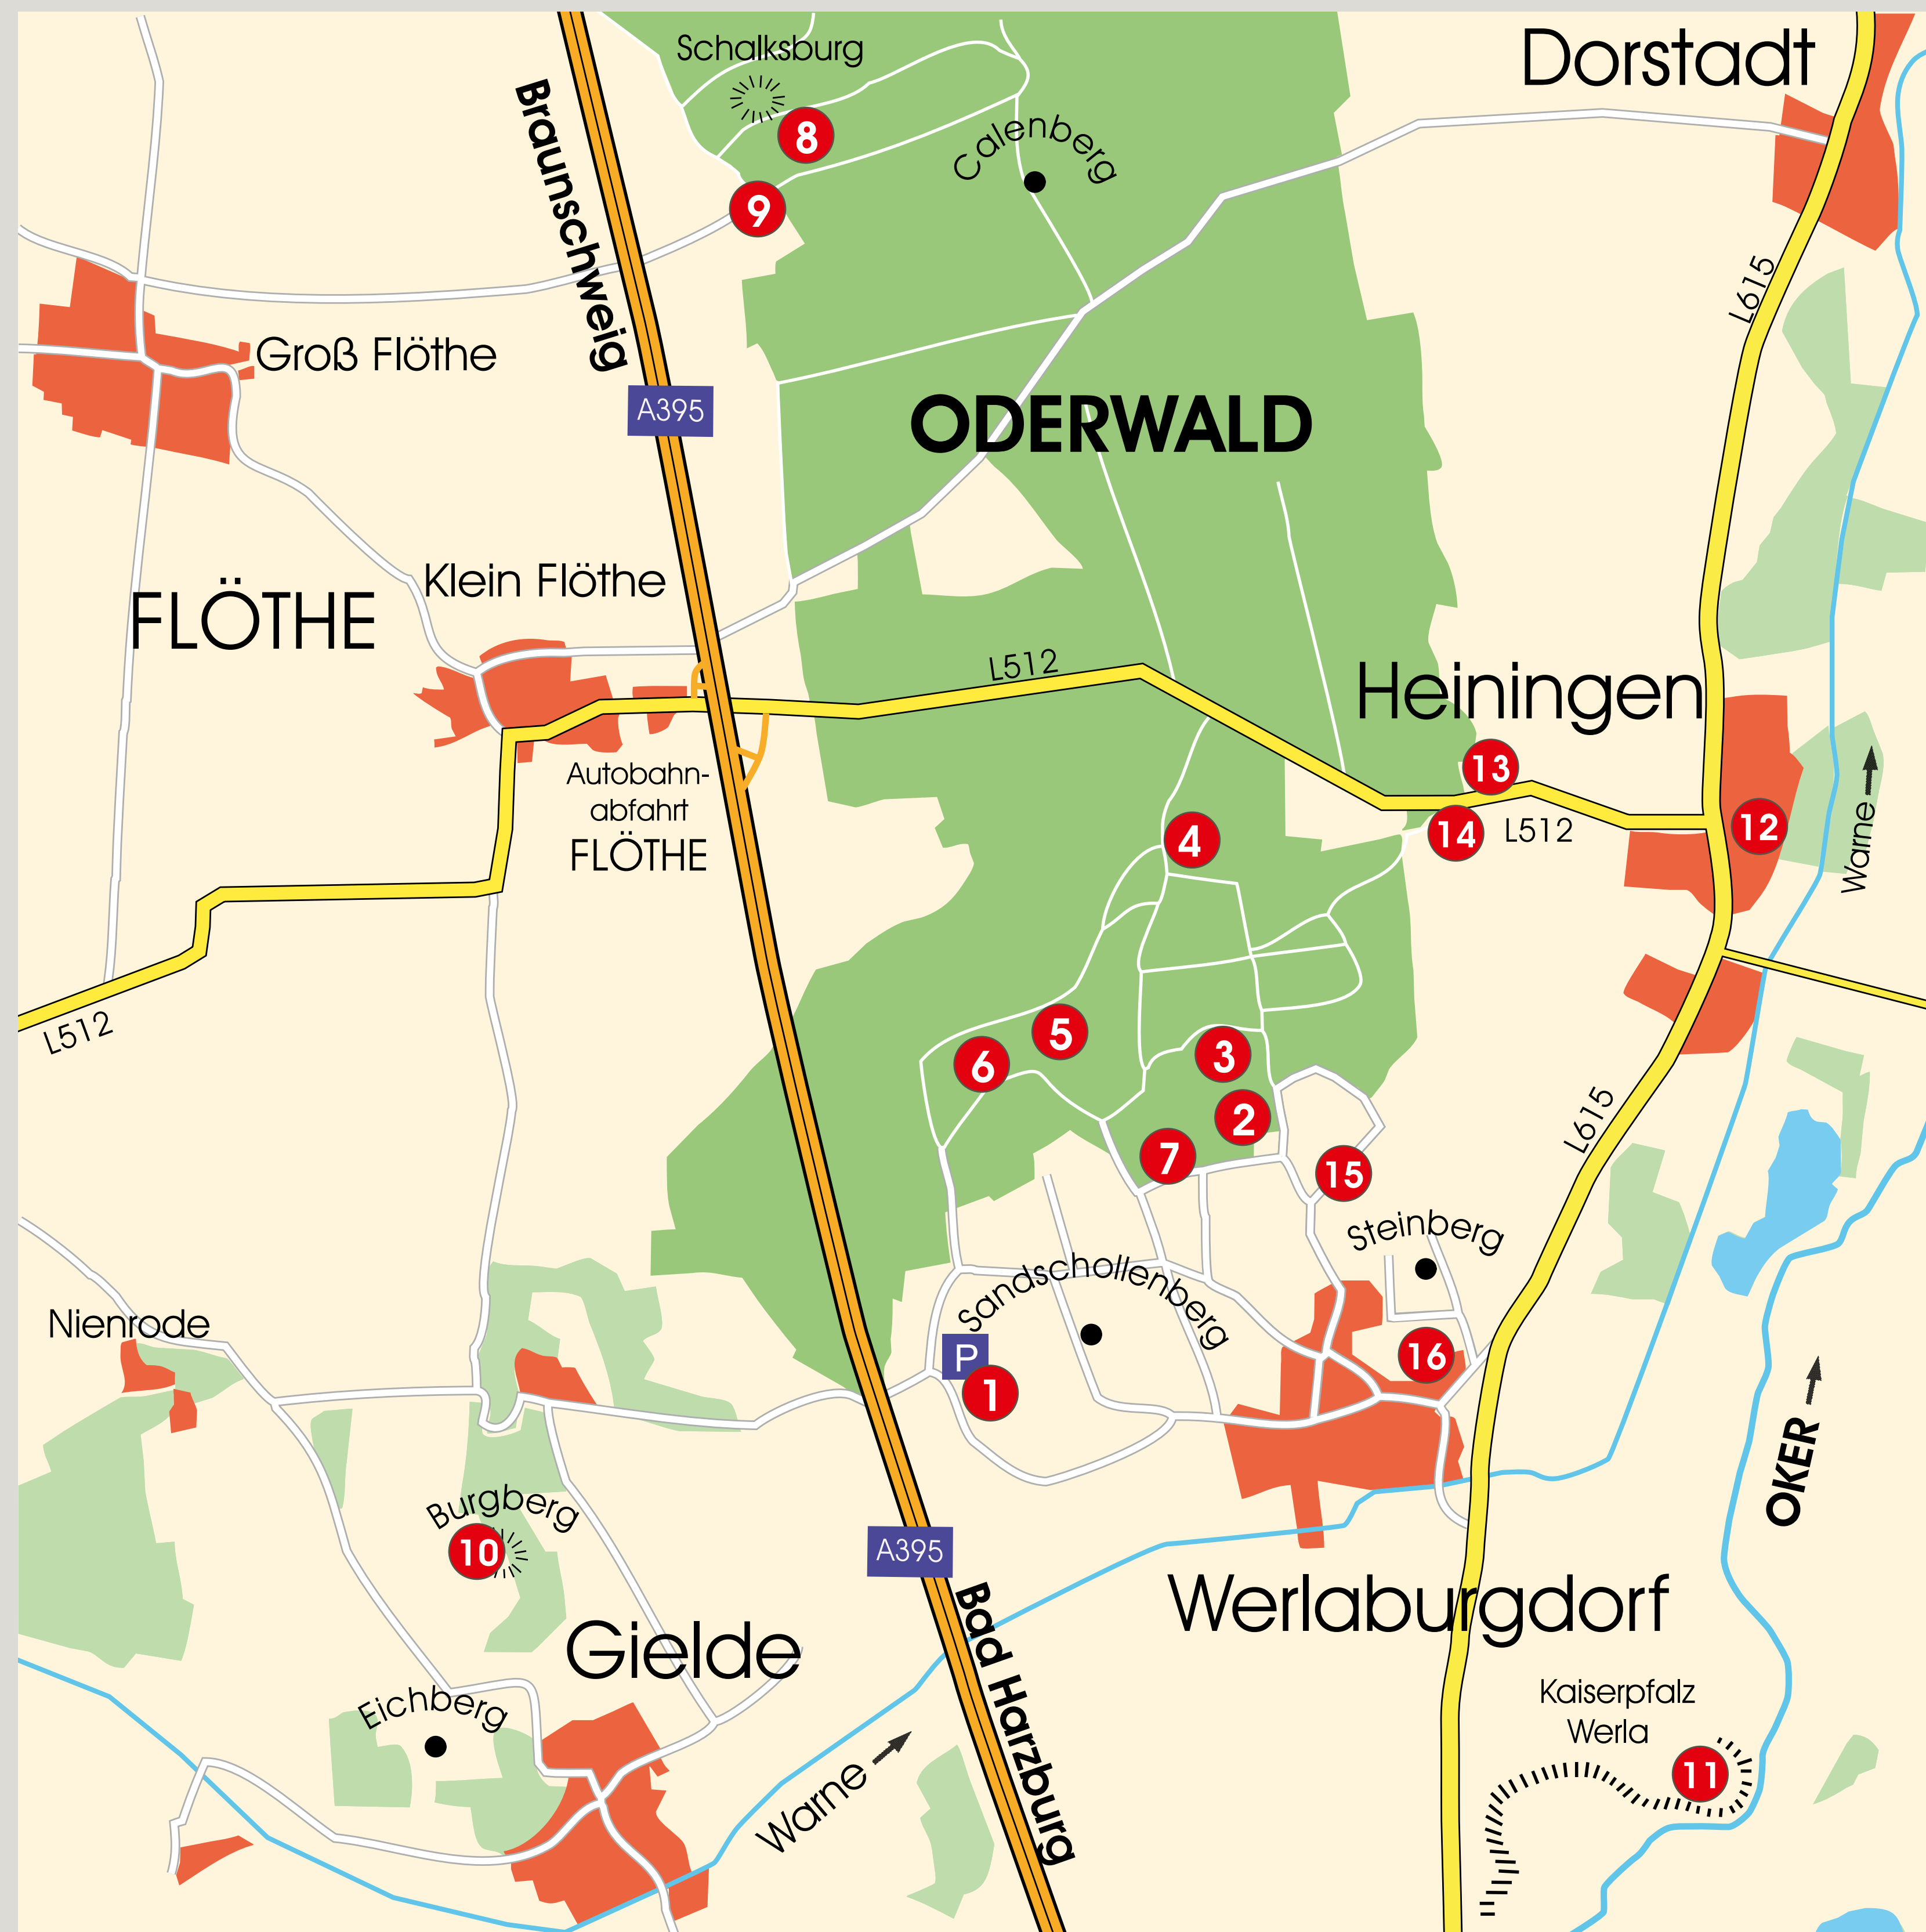 Schalksburg
Dorstadt
8
Calenberg
Braunschweig
9
L615
Groß Flöthe
A395
ODERWALD
Klein Flöthe
FLÖTHE
L512
Heiningen
13
Autobahn-
abfahrt
FLÖTHE
14
L512
12
4
Warne
L512
5
6
3
2
L615
7
15
Steinberg
Sandschollenberg
Nienrode
P
1
16
OKER
Burgberg
10
A395
Bad Harzburg
Werlaburgdorf
Gielde
Kaiserpfalz
Werla
Eichberg
11
Warne